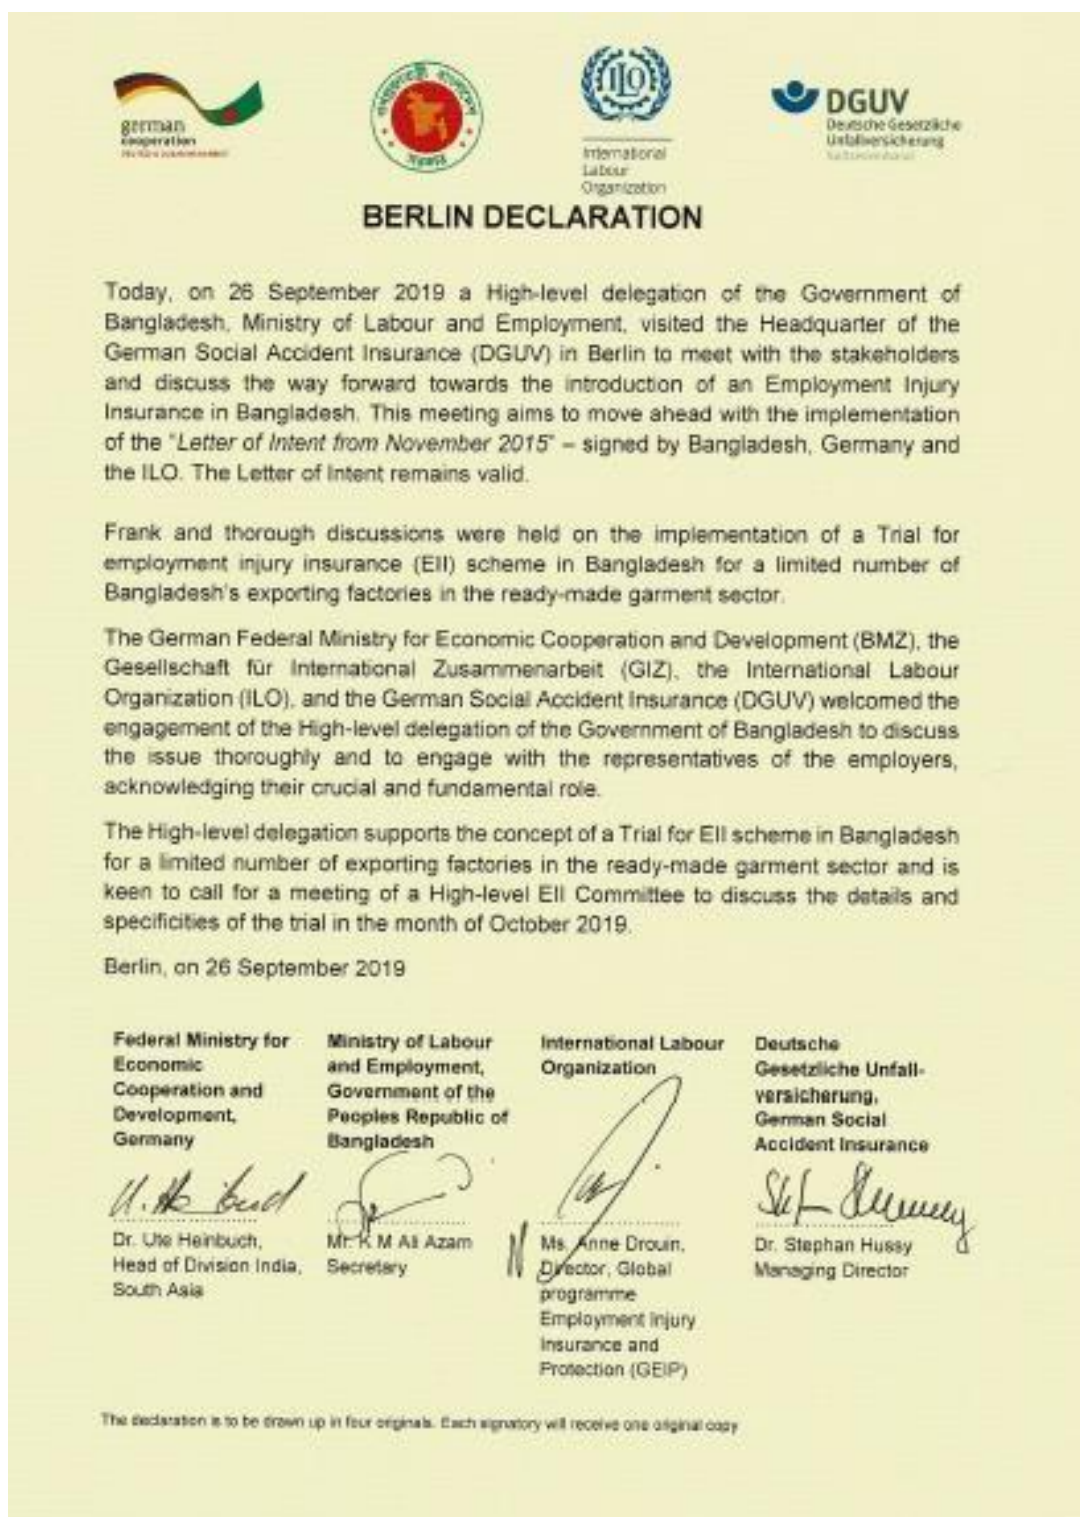 german
cooperation
গণপ্রজাতন্ত্রী বাংলাদেশ
সরকার
ILO
International
Labour
Organization
DGUV
Deutsche Gesetzliche
Unfallversicherung
BERLIN DECLARATION
Today, on 26 September 2019 a High-level delegation of the Government of
Bangladesh, Ministry of Labour and Employment, visited the Headquarter of the
German Social Accident Insurance (DGUV) in Berlin to meet with the stakeholders
and discuss the way forward towards the introduction of an Employment Injury
Insurance in Bangladesh. This meeting aims to move ahead with the implementation
of the "Letter of Intent from November 2015" – signed by Bangladesh, Germany and
the ILO. The Letter of Intent remains valid.
Frank and thorough discussions were held on the implementation of a Trial for
employment injury insurance (EII) scheme in Bangladesh for a limited number of
Bangladesh's exporting factories in the ready-made garment sector.
The German Federal Ministry for Economic Cooperation and Development (BMZ), the
Gesellschaft für International Zusammenarbeit (GIZ), the International Labour
Organization (ILO), and the German Social Accident Insurance (DGUV) welcomed the
engagement of the High-level delegation of the Government of Bangladesh to discuss
the issue thoroughly and to engage with the representatives of the employers,
acknowledging their crucial and fundamental role.
The High-level delegation supports the concept of a Trial for EII scheme in Bangladesh
for a limited number of exporting factories in the ready-made garment sector and is
keen to call for a meeting of a High-level EII Committee to discuss the details and
specificities of the trial in the month of October 2019.
Berlin, on 26 September 2019
Federal Ministry for
Economic
Cooperation and
Development,
Germany
Dr. Ute Heinbuch,
Head of Division India,
South Asia
Ministry of Labour
and Employment,
Government of the
Peoples Republic of
Bangladesh
Mr. K M Ali Azam
Secretary
International Labour
Organization
Ms. Anne Drouin,
Director, Global
programme
Employment Injury
Insurance and
Protection (GEIP)
Deutsche
Gesetzliche Unfall-
versicherung,
German Social
Accident Insurance
Dr. Stephan Hussy
Managing Director
The declaration is to be drawn up in four originals. Each signatory will receive one original copy